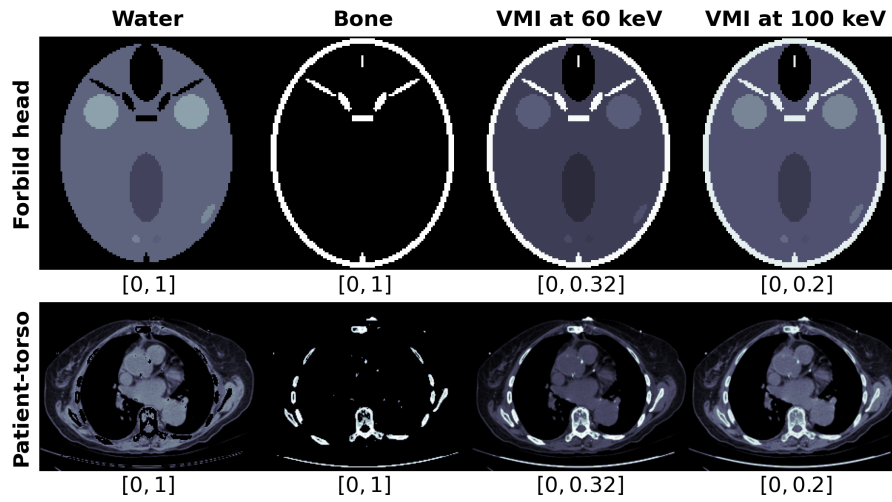 Water Bone VMI at 60 keV VMI at 100 keV
Forbild head
[0, 1] [0, 1] [0, 0.32] [0, 0.2]
Patient-torso
[0, 1] [0, 1] [0, 0.32] [0, 0.2]